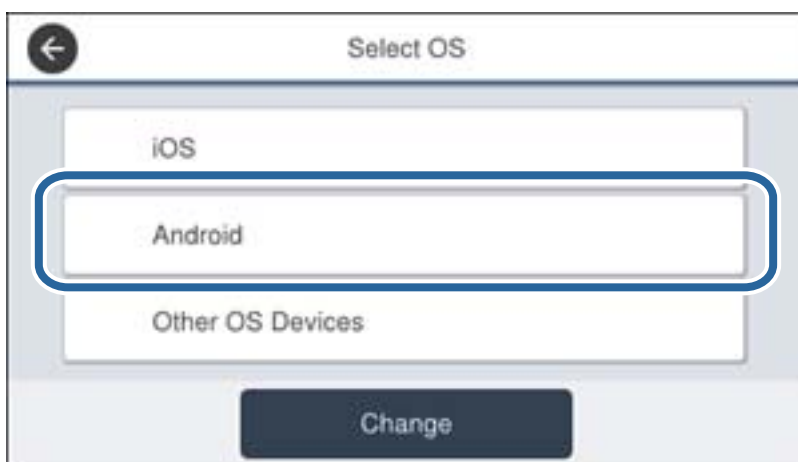 Select OS
iOS
Android
Other OS Devices
Change